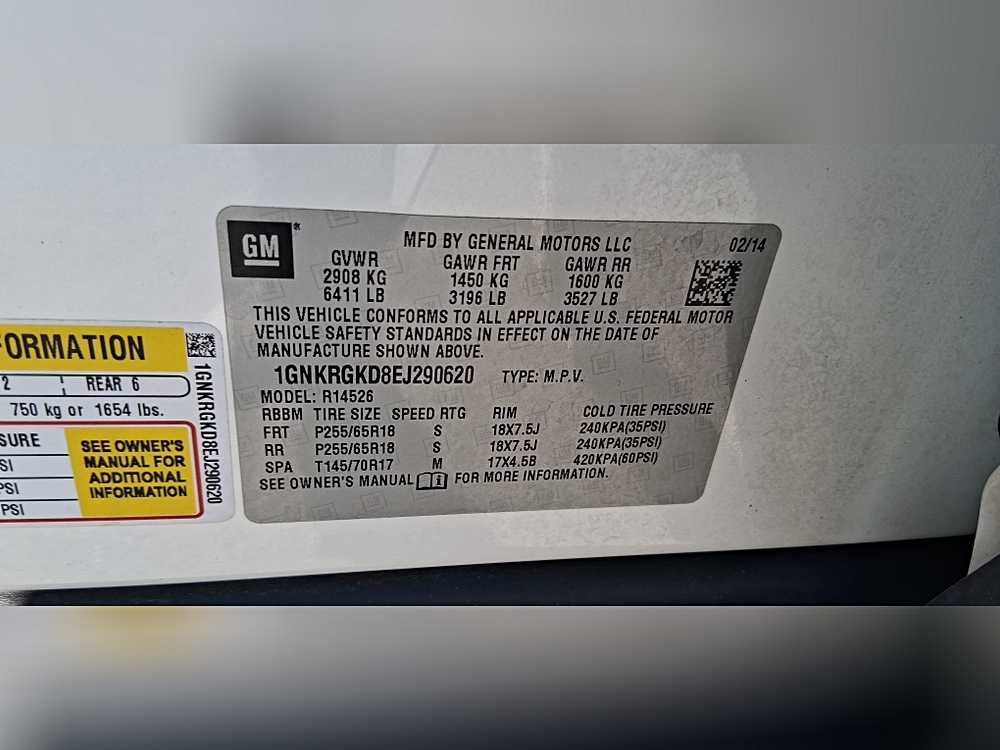 GM®
MFD BY GENERAL MOTORS LLC 02/14
GVWR GAWR FRT GAWR RR
2908 KG 1450 KG 1600 KG
6411 LB 3196 LB 3527 LB
THIS VEHICLE CONFORMS TO ALL APPLICABLE U.S. FEDERAL MOTOR
VEHICLE SAFETY STANDARDS IN EFFECT ON THE DATE OF
MANUFACTURE SHOWN ABOVE.
1GNKRGKD8EJ290620 TYPE: M.P.V.
MODEL: R14526
RBBM TIRE SIZE SPEED RTG RIM COLD TIRE PRESSURE
FRT P255/65R18 S 18X7.5J 240KPA(35PSI)
RR P255/65R18 S 18X7.5J 240KPA(35PSI)
SPA T145/70R17 M 17X4.5B 420KPA(60PSI)
SEE OWNER'S MANUAL FOR MORE INFORMATION.
FORMATION
2 REAR 6
750 kg or 1654 lbs.
SURE
SI
PSI
PSI
SEE OWNER'S
MANUAL FOR
ADDITIONAL
INFORMATION
1GNKRGKD8EJ290620